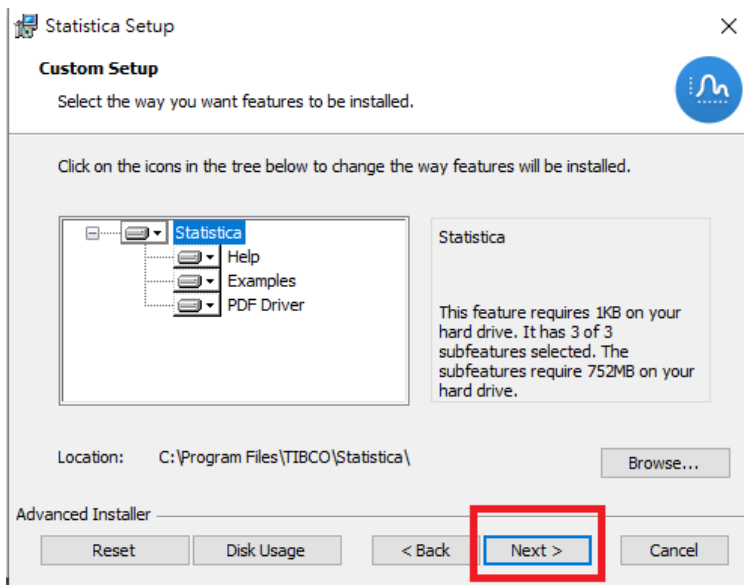 Statistica Setup
Custom Setup
Select the way you want features to be installed.
Click on the icons in the tree below to change the way features will be installed.
Statistica
Help
Examples
PDF Driver
Statistica
This feature requires 1KB on your
hard drive. It has 3 of 3
subfeatures selected. The
subfeatures require 752MB on your
hard drive.
Location: C:\Program Files\TIBCO\Statistica\
Browse...
Advanced Installer
Reset Disk Usage < Back Next > Cancel